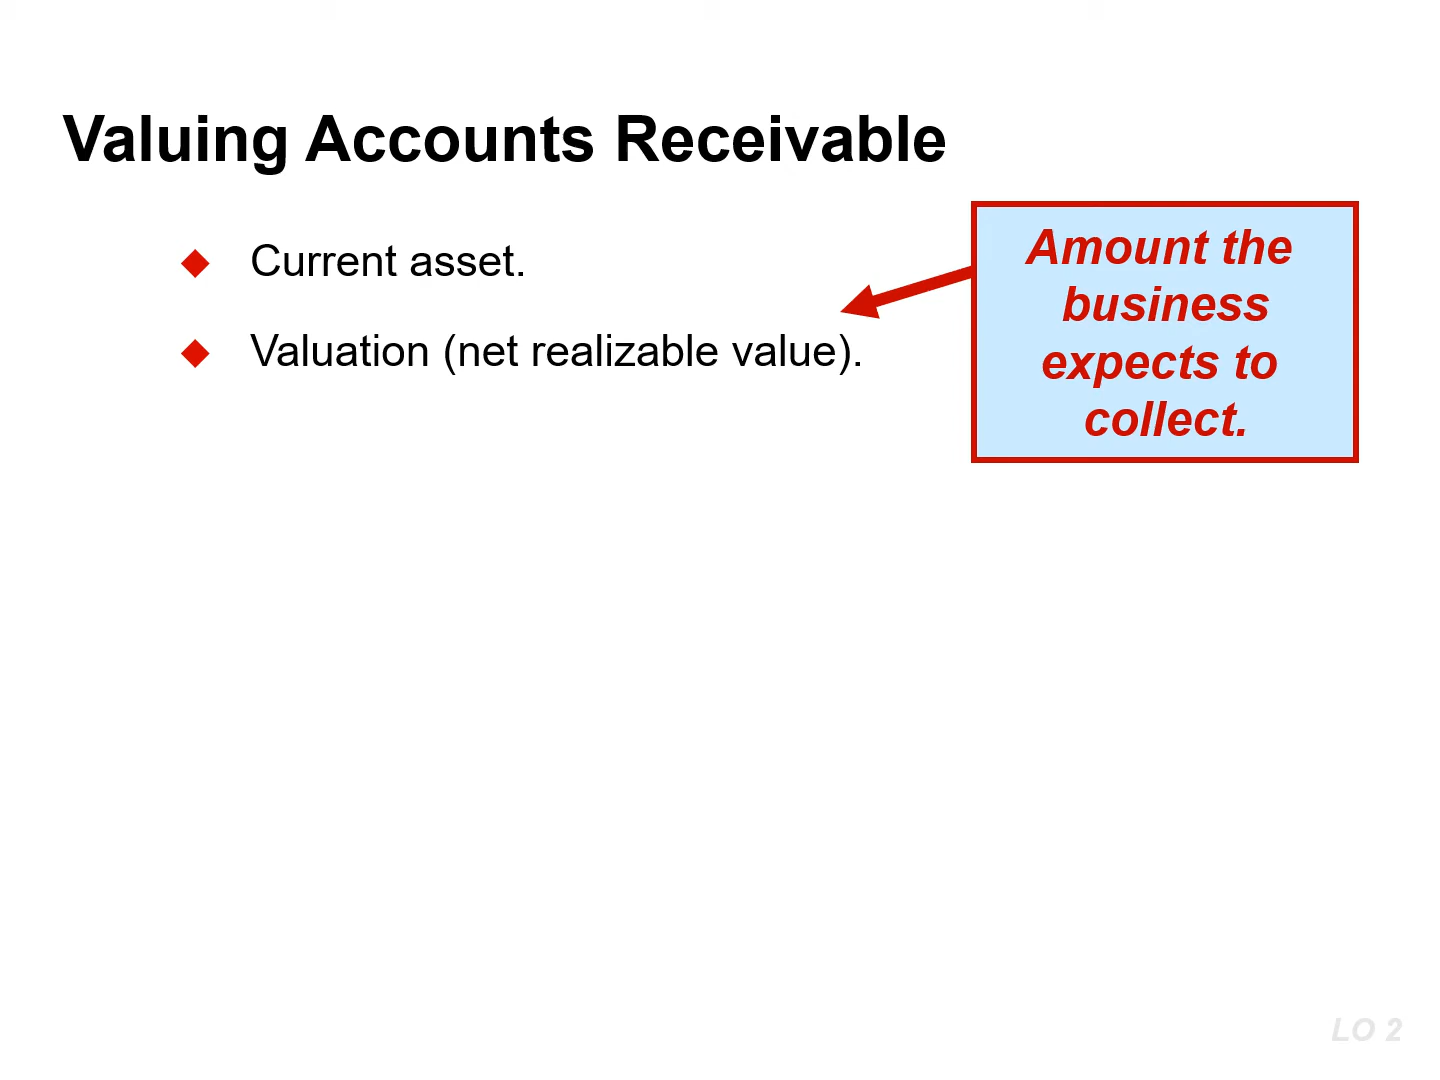 Valuing Accounts Receivable
Current asset.
Valuation (net realizable value).
Amount the
business
expects to
collect.
LO 2